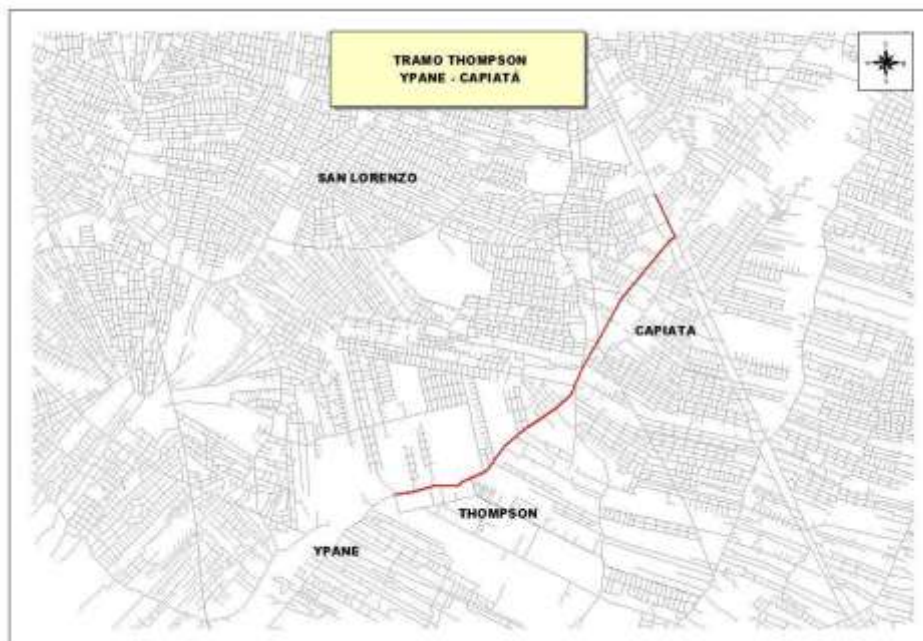 TRAMO THOMPSON
YPANE - CAPIATÁ
SAN LORENZO
CAPIATA
THOMPSON
YPANE